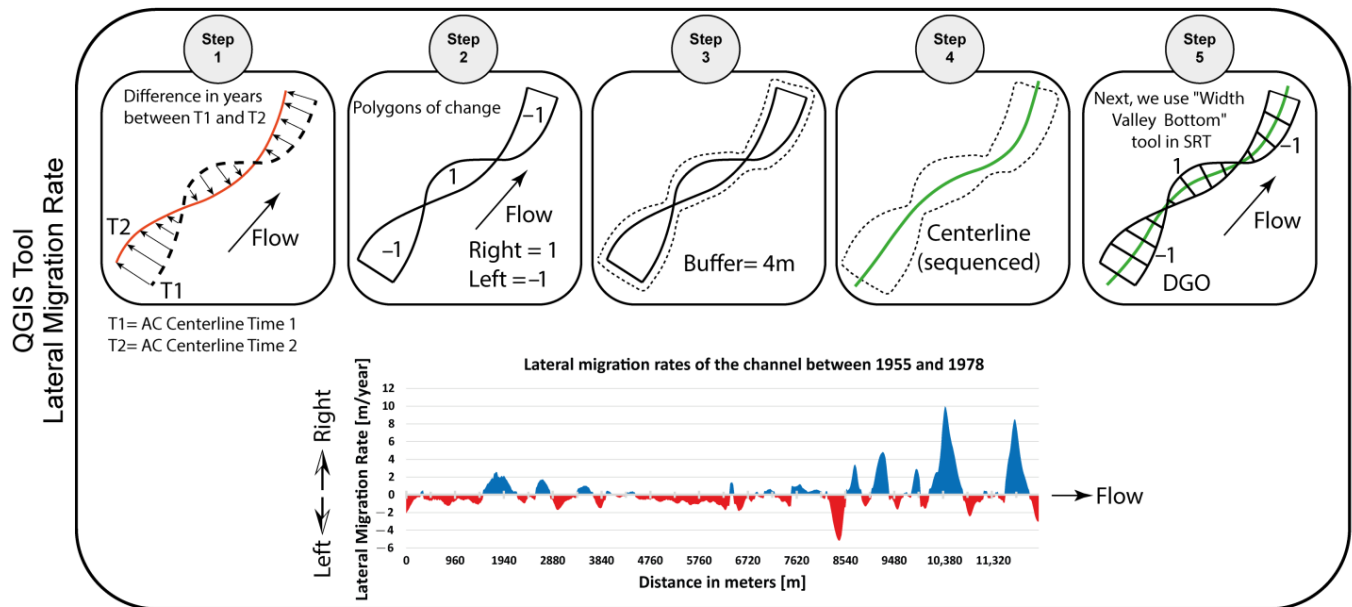 QGIS Tool
Lateral Migration Rate
Step
1
Difference in years
between T1 and T2
T2
Flow
T1
T1= AC Centerline Time 1
T2= AC Centerline Time 2
Step
2
Polygons of change
–1
1
Flow
–1
Right = 1
Left =–1
Step
3
Buffer= 4m
Step
4
Centerline
(sequenced)
Step
5
Next, we use "Width
Valley Bottom"
tool in SRT
1
–1
Flow
–1
DGO
Lateral migration rates of the channel between 1955 and 1978
Left
Right
Lateral Migration Rate [m/year]
12
10
8
6
4
2
0
–2
–4
–6
0 960 1940 2880 3840 4760 5760 6720 7620 8540 10,380 11,320
Distance in meters [m]
Flow